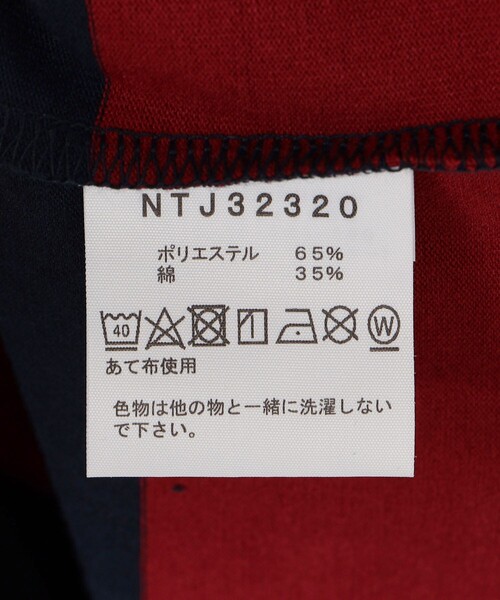 NTJ32320
ポリエステル 65%
綿 35%
40 W
あて布使用
色物は他の物と一緒に洗濯しない
で下さい。